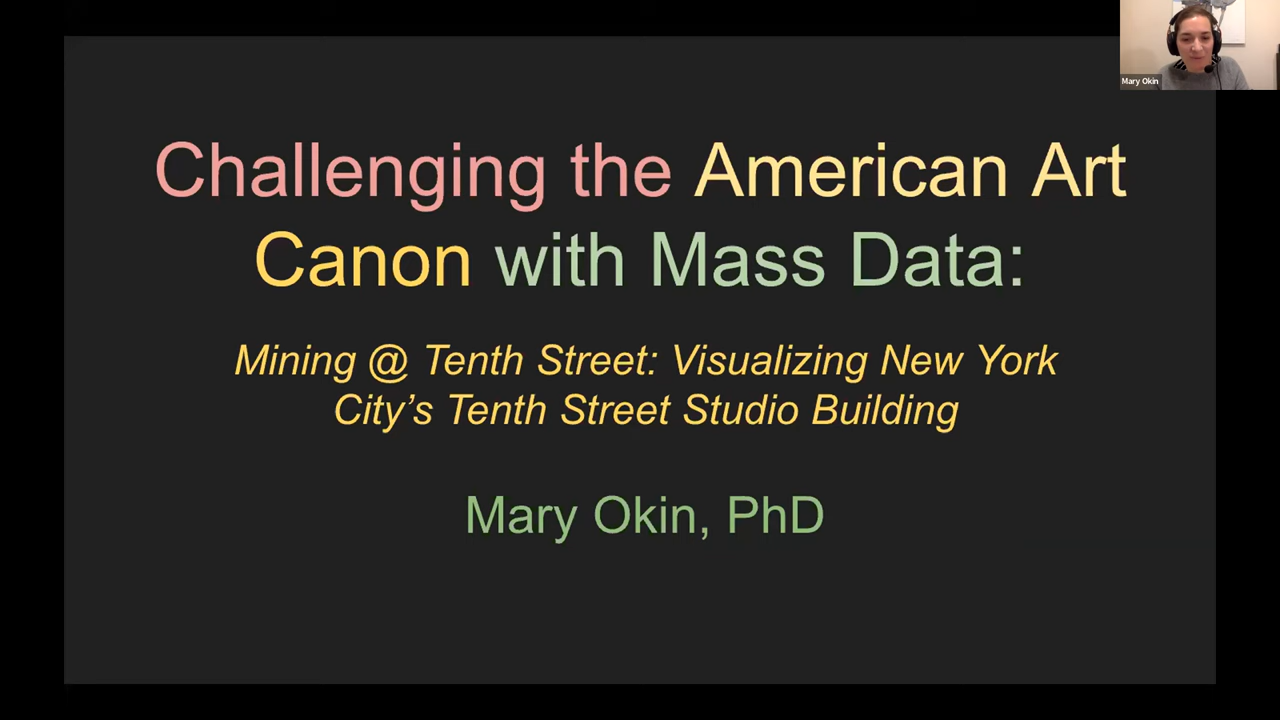 Mary Okin
Challenging the American Art
Canon with Mass Data:
Mining @ Tenth Street: Visualizing New York
City’s Tenth Street Studio Building
Mary Okin, PhD